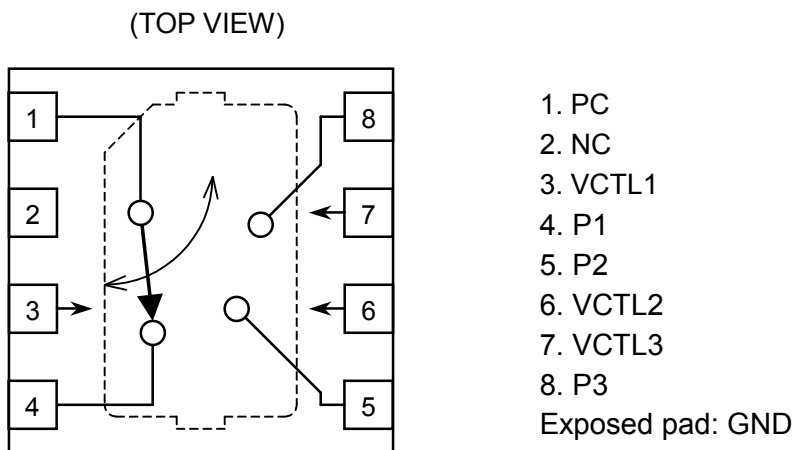 (TOP VIEW)
1
2
3
4
8
7
6
5
1. PC
2. NC
3. VCTL1
4. P1
5. P2
6. VCTL2
7. VCTL3
8. P3
Exposed pad: GND